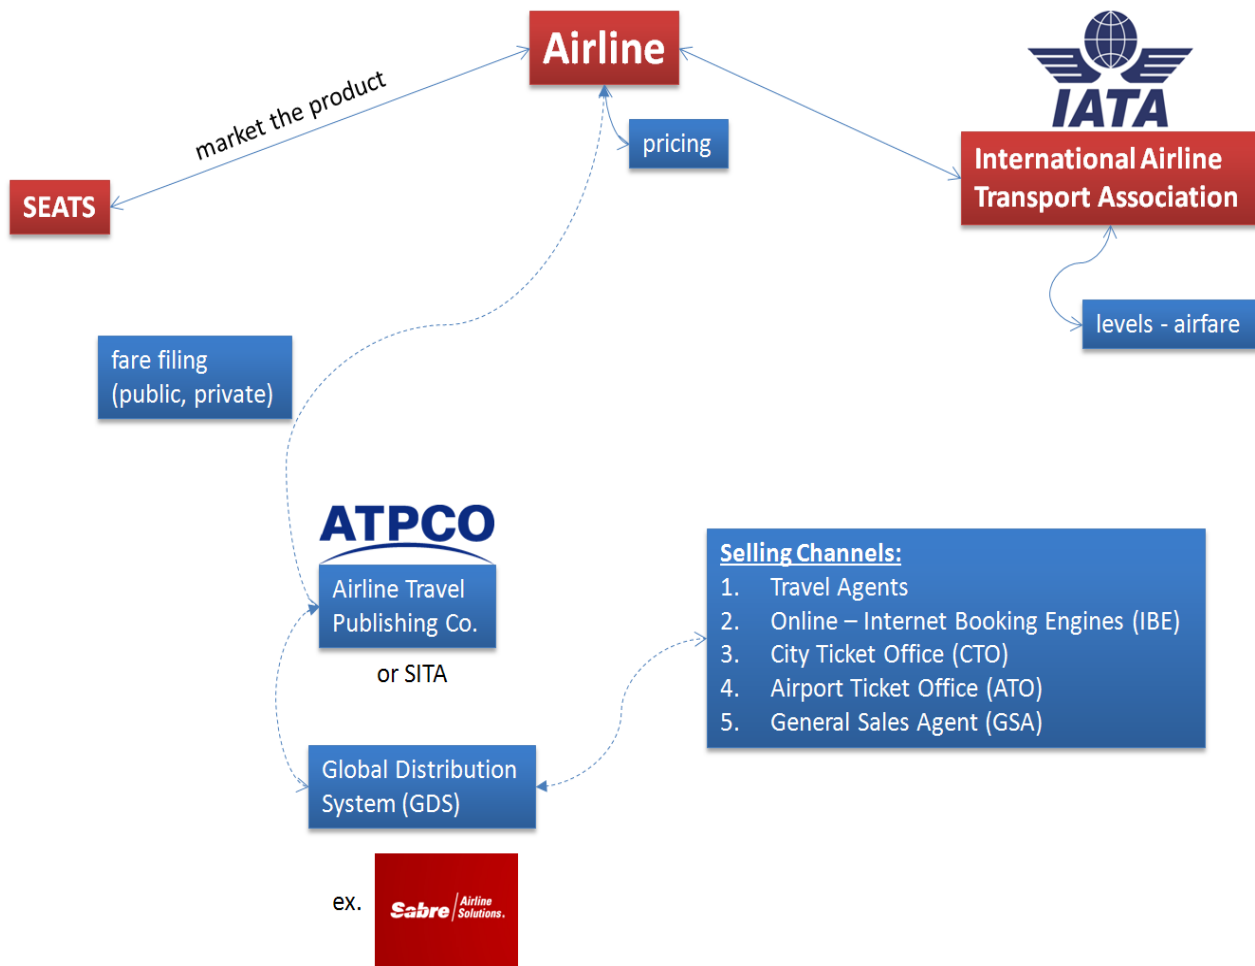 Airline
IATA
market the product
pricing
International Airline
Transport Association
SEATS
levels - airfare
fare filing
(public, private)
ATPCO
Airline Travel
Publishing Co.
or SITA
Selling Channels:
1. Travel Agents
2. Online – Internet Booking Engines (IBE)
3. City Ticket Office (CTO)
4. Airport Ticket Office (ATO)
5. General Sales Agent (GSA)
Global Distribution
System (GDS)
ex.
Sabre Airline
Solutions.